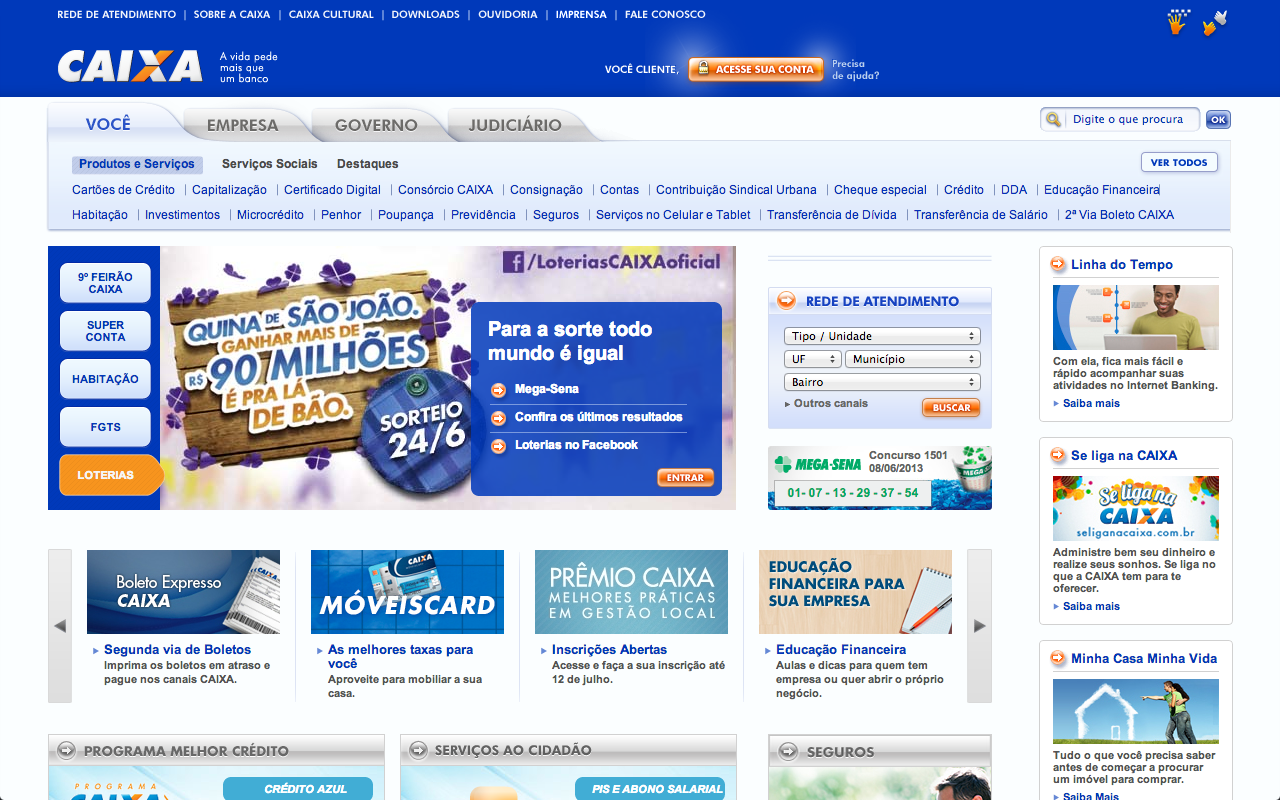 REDE DE ATENDIMENTO | SOBRE A CAIXA | CAIXA CULTURAL | DOWNLOADS | OUVIDORIA | IMPRENSA | FALE CONOSCO
CAIXA
A vida pede
mais que
um banco
VOCÊ CLIENTE,
ACESSE SUA CONTA
Precisa
de ajuda?
VOCÊ
EMPRESA
GOVERNO
JUDICIÁRIO
Digite o que procura
OK
Produtos e Serviços
Serviços Sociais
Destaques
VER TODOS
Cartões de Crédito | Capitalização | Certificado Digital | Consórcio CAIXA | Consignação | Contas | Contribuição Sindical Urbana | Cheque especial | Crédito | DDA | Educação Financeira|
Habitação | Investimentos | Microcrédito | Penhor | Poupança | Previdência | Seguros | Serviços no Celular e Tablet | Transferência de Dívida | Transferência de Salário | 2ª Via Boleto CAIXA
9º FEIRÃO
CAIXA
SUPER
CONTA
HABITAÇÃO
FGTS
LOTERIAS
f/LoteriasCAIXAoficial
QUINA DE SÃO JOÃO.
GANHAR MAIS DE
R$ 90 MILHÕES
É PRA LÁ
DE BÃO.
SORTEIO
24/6
Para a sorte todo
mundo é igual
Mega-Sena
Confira os últimos resultados
Loterias no Facebook
ENTRAR
REDE DE ATENDIMENTO
Tipo / Unidade
UF
Município
Bairro
Outros canais
BUSCAR
MEGA-SENA
Concurso 1501
08/06/2013
01- 07 - 13 - 29 - 37 - 54
MEGA
Linha do Tempo
Com ela, fica mais fácil e
rápido acompanhar suas
atividades no Internet Banking.
Saiba mais
Se liga na CAIXA
Se liga na
CAIXA
seliganacaixa.com.br
Administre bem seu dinheiro e
realize seus sonhos. Se liga no
que a CAIXA tem para te
oferecer.
Saiba mais
Minha Casa Minha Vida
Tudo o que você precisa saber
antes de começar a procurar
um imóvel para comprar.
Saiba Mais
Boleto Expresso
CAIXA
Segunda via de Boletos
Imprima os boletos em atraso e
pague nos canais CAIXA.
CAIXA
MÓVEISCARD
As melhores taxas para
você
Aproveite para mobiliar a sua
casa.
PRÊMIO CAIXA
MELHORES PRÁTICAS
EM GESTÃO LOCAL
Inscrições Abertas
Acesse e faça a sua inscrição até
12 de julho.
EDUCAÇÃO
FINANCEIRA PARA
SUA EMPRESA
Educação Financeira
Aulas e dicas para quem tem
empresa ou quer abrir o próprio
negócio.
PROGRAMA MELHOR CRÉDITO
PROGRAMA
CAIXA
CRÉDITO AZUL
SERVIÇOS AO CIDADÃO
PIS E ABONO SALARIAL
SEGUROS